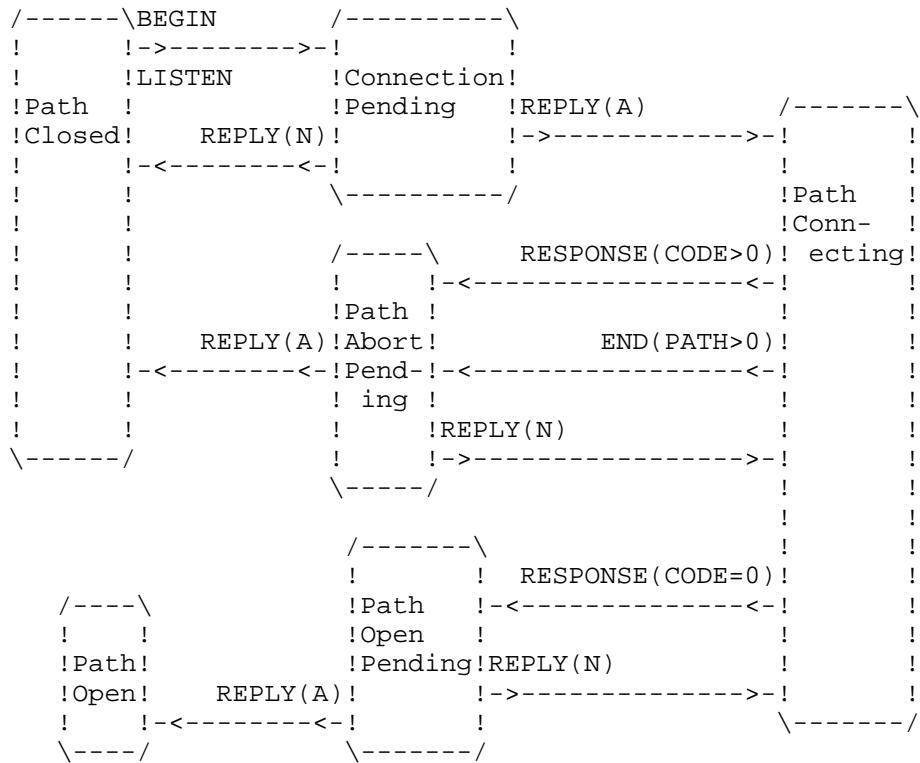 /------\BEGIN      /----------\
!      !->-------->-!          !
!      !LISTEN      !Connection!
!Path  !            !Pending   !REPLY(A)         /-------\
!Closed!    REPLY(N)!          !->------------>-!       !
!      !-<--------<-!          !                !       !
!      !            \----------/                !Path   !
!      !                                        !Conn-  !
!      !            /-----\     RESPONSE(CODE>0)! ecting!
!      !            !     !-<-----------------<-!       !
!      !            !Path !                     !       !
!      !    REPLY(A)!Abort!          END(PATH>0)!       !
!      !-<--------<-!Pend-!-<-----------------<-!       !
!      !            ! ing !                     !       !
!      !            !     !REPLY(N)             !       !
\------/            !     !->----------------->-!       !
                    \-----/                     !       !
                                                !       !
                     /-------\                  !       !
                     !       !  RESPONSE(CODE=0)!       !
   /----\            !Path   !-<--------------<-!       !
   !    !            !Open   !                  !       !
   !Path!            !Pending!REPLY(N)          !       !
   !Open!    REPLY(A)!       !->-------------->-!       !
   !    !-<--------<-!       !                  \-------/
   \----/            \-------/